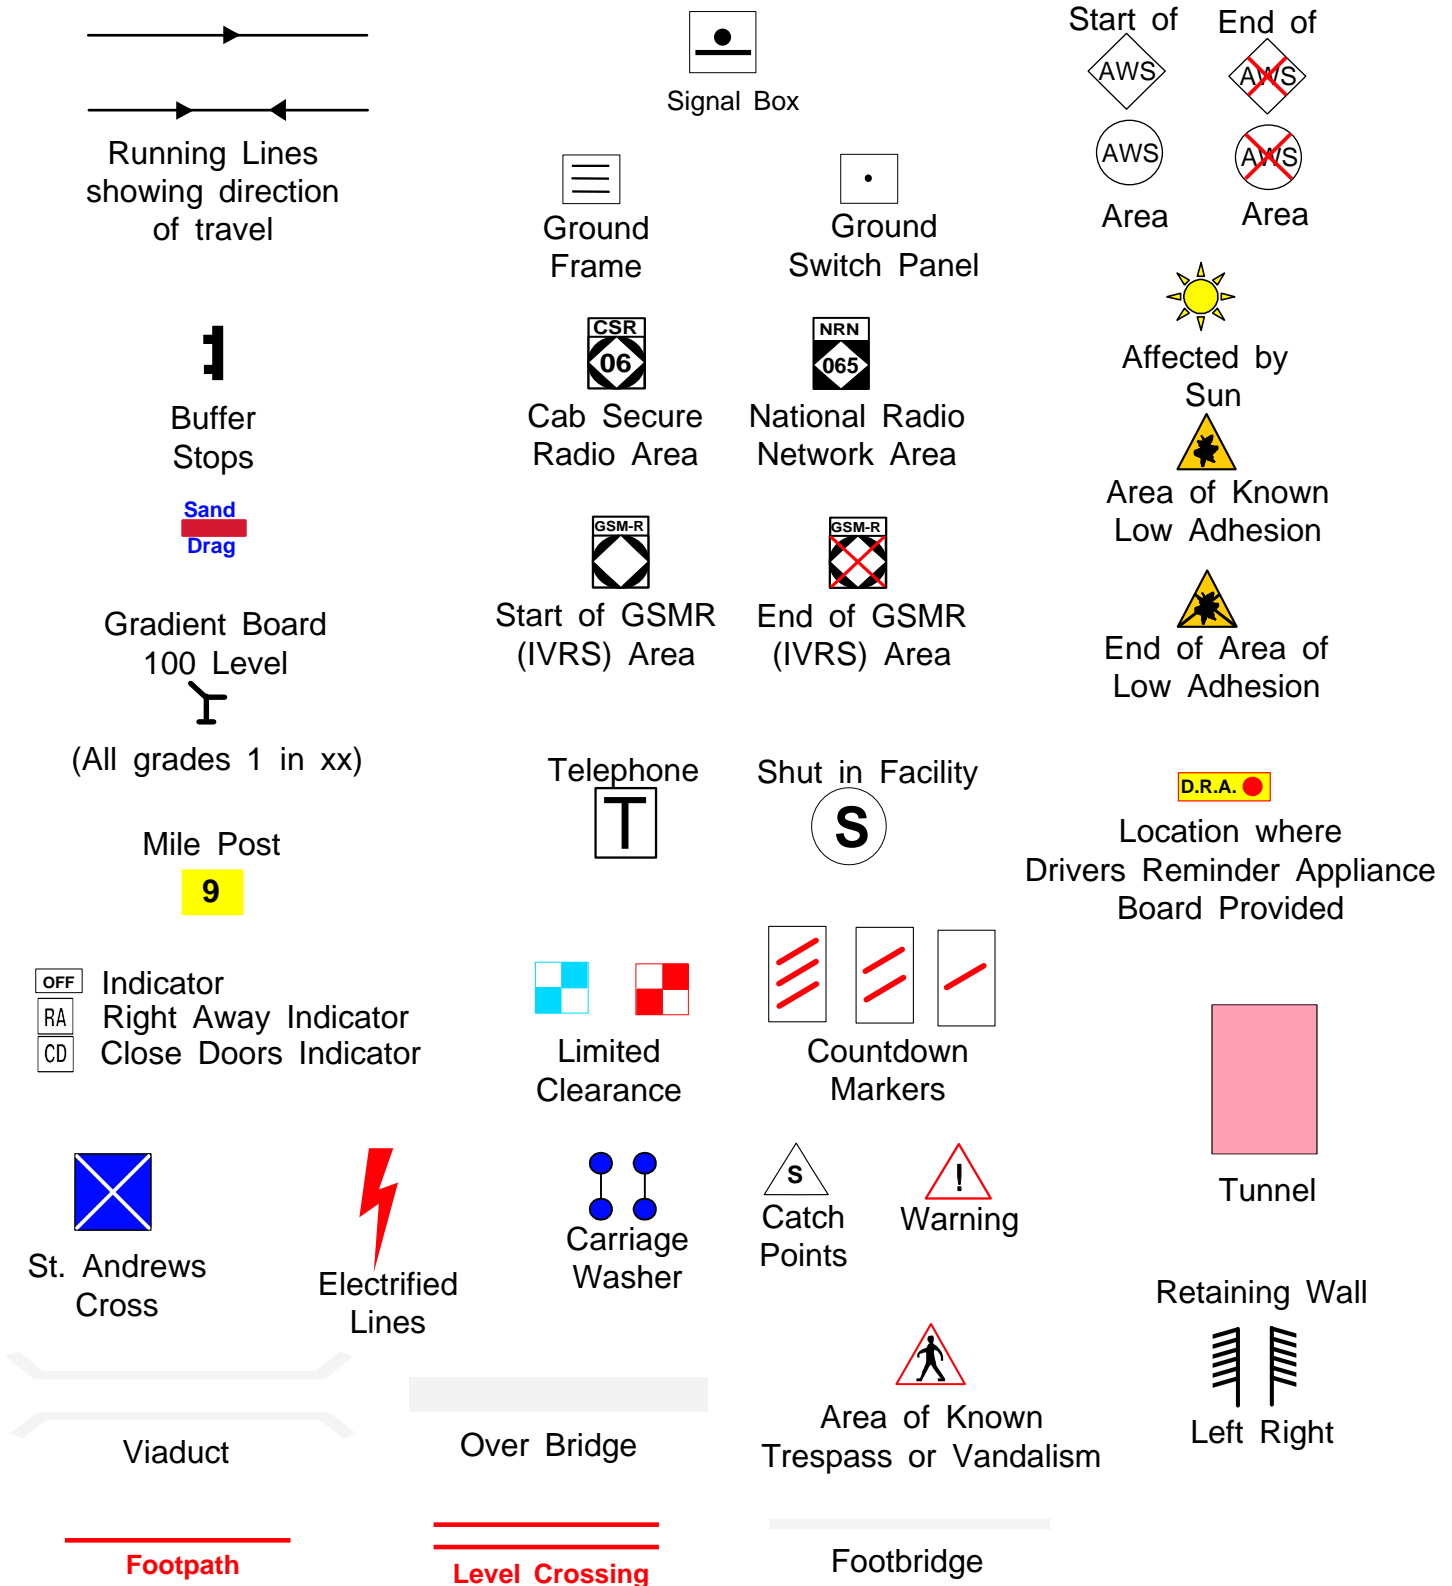 Start of End of
AWS AWS
Signal Box
AWS AWS
Area Area
Running Lines
showing direction
of travel
Ground
Frame
Ground
Switch Panel
Affected by
Sun
CSR
06
NRN
065
Buffer
Stops
Cab Secure
Radio Area
National Radio
Network Area
Area of Known
Low Adhesion
Sand
Drag
GSM-R
GSM-R
Start of GSMR
(IVRS) Area
End of GSMR
(IVRS) Area
Gradient Board
100 Level
(All grades 1 in xx)
End of Area of
Low Adhesion
Telephone
T
Shut in Facility
S
D.R.A.
Location where
Drivers Reminder Appliance
Board Provided
Mile Post
9
OFF Indicator
RA Right Away Indicator
CD Close Doors Indicator
Limited
Clearance
Countdown
Markers
Tunnel
St. Andrews
Cross
Electrified
Lines
Carriage
Washer
S
Catch
Points
!
Warning
Retaining Wall
Left Right
Viaduct
Over Bridge
Area of Known
Trespass or Vandalism
Footpath
Level Crossing
Footbridge